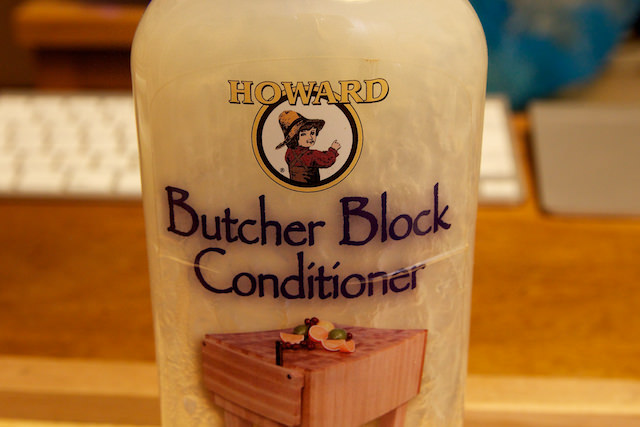 HOWARD
Butcher Block
Conditioner